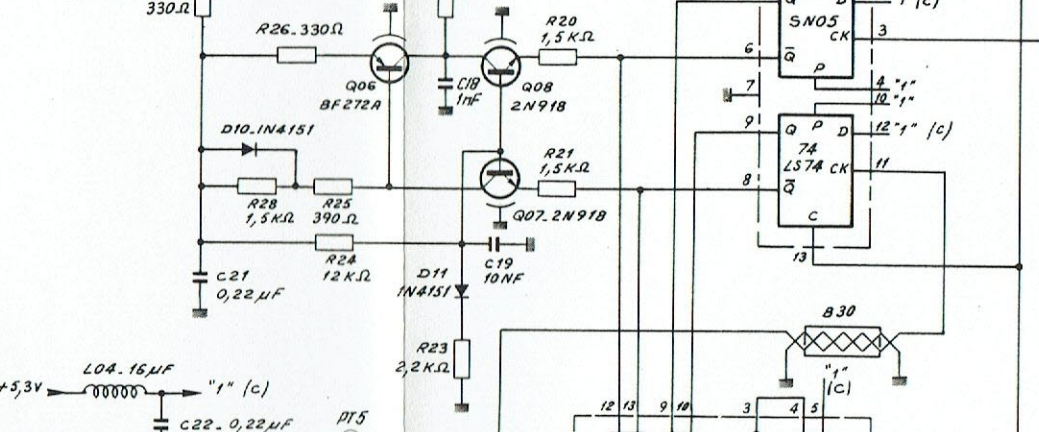 330Ω
R26_330Ω
Q06
BF272A
C18
1nF
R20
1,5KΩ
Q08
2N918
Q̅
D
"1" (C)
SN05
CK
3
6
Q̅
P
4 "1"
10 "1"
7
9
Q
P
D
12 "1" (C)
74
LS74
CK
11
8
Q̅
C
13
D10_IN4151
R28
1,5KΩ
R25
390Ω
R21
1,5KΩ
Q07_2N918
R24
12KΩ
C19
10NF
C21
0,22µF
D11
IN4151
R23
2,2KΩ
B30
"1"
(C)
L04_16µF
+5,3V
"1" (C)
C22_0,22µF
PT5
12 13 9 10 3 4 5